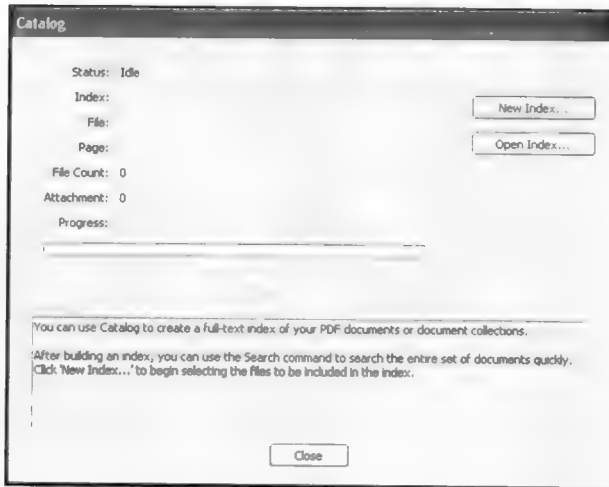 Catalog
Status: Idle
Index:
File:
Page:
File Count: 0
Attachment: 0
Progress:
New Index...
Open Index...
You can use Catalog to create a full-text index of your PDF documents or document collections.
After building an index, you can use the Search command to search the entire set of documents quickly.
Click 'New Index...' to begin selecting the files to be included in the index.
Close